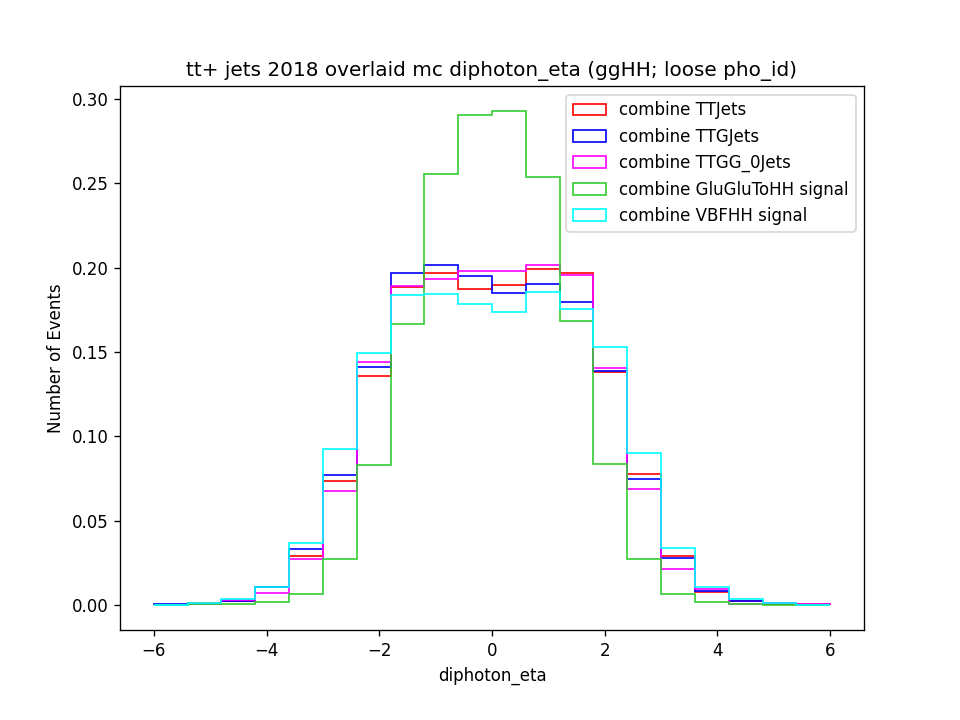 tt+ jets 2018 overlaid mc diphoton_eta (ggHH; loose pho_id)
combine TTJets
combine TTGJets
combine TTGG_0Jets
combine GluGluToHH signal
combine VBFHH signal
Number of Events
0.30
0.25
0.20
0.15
0.10
0.05
0.00
−6 −4 −2 0 2 4 6
diphoton_eta